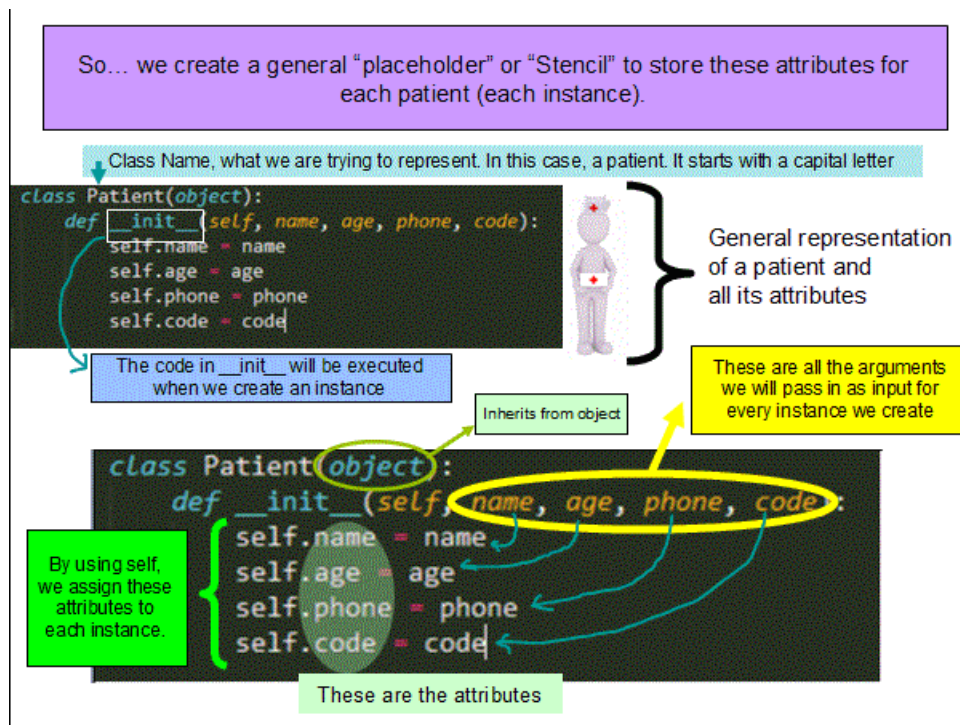 So… we create a general “placeholder” or “Stencil” to store these attributes for
each patient (each instance).
Class Name, what we are trying to represent. In this case, a patient. It starts with a capital letter
class Patient(object):
def __init__(self, name, age, phone, code):
self.name = name
self.age = age
self.phone = phone
self.code = code
General representation
of a patient and
all its attributes
The code in __init__ will be executed
when we create an instance
These are all the arguments
we will pass in as input for
every instance we create
Inherits from object
class Patient(object):
def __init__(self, name, age, phone, code):
self.name = name
self.age = age
self.phone = phone
self.code = code
By using self,
we assign these
attributes to
each instance.
These are the attributes